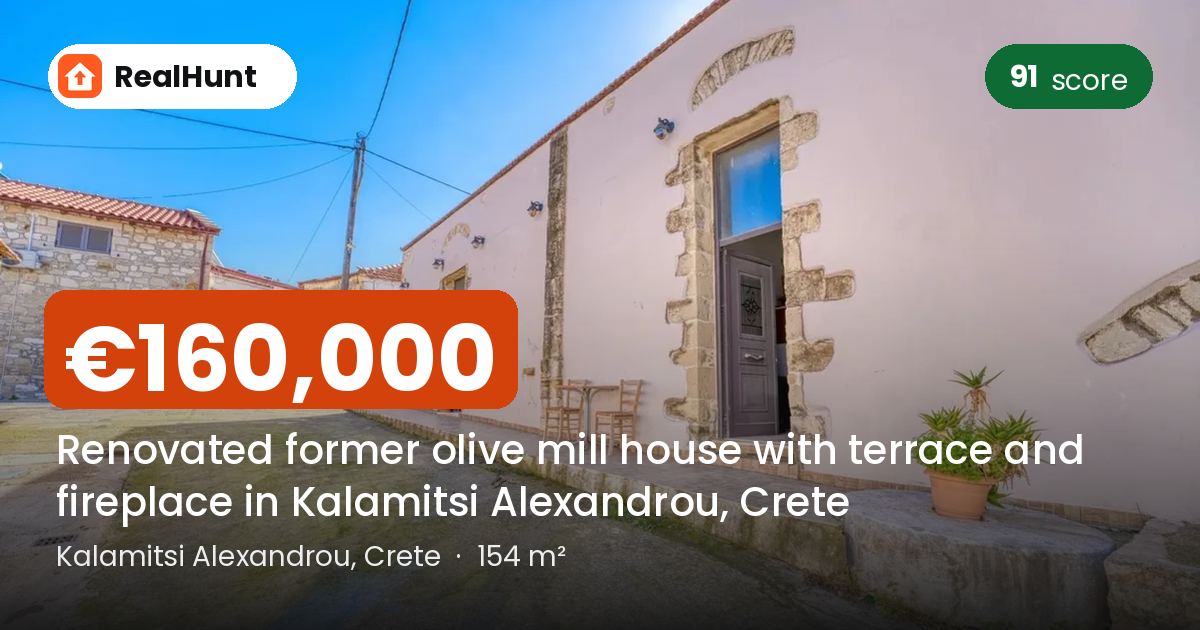 RealHunt
91 score
€160,000
Renovated former olive mill house with terrace and
fireplace in Kalamitsi Alexandrou, Crete
Kalamitsi Alexandrou, Crete · 154 m²